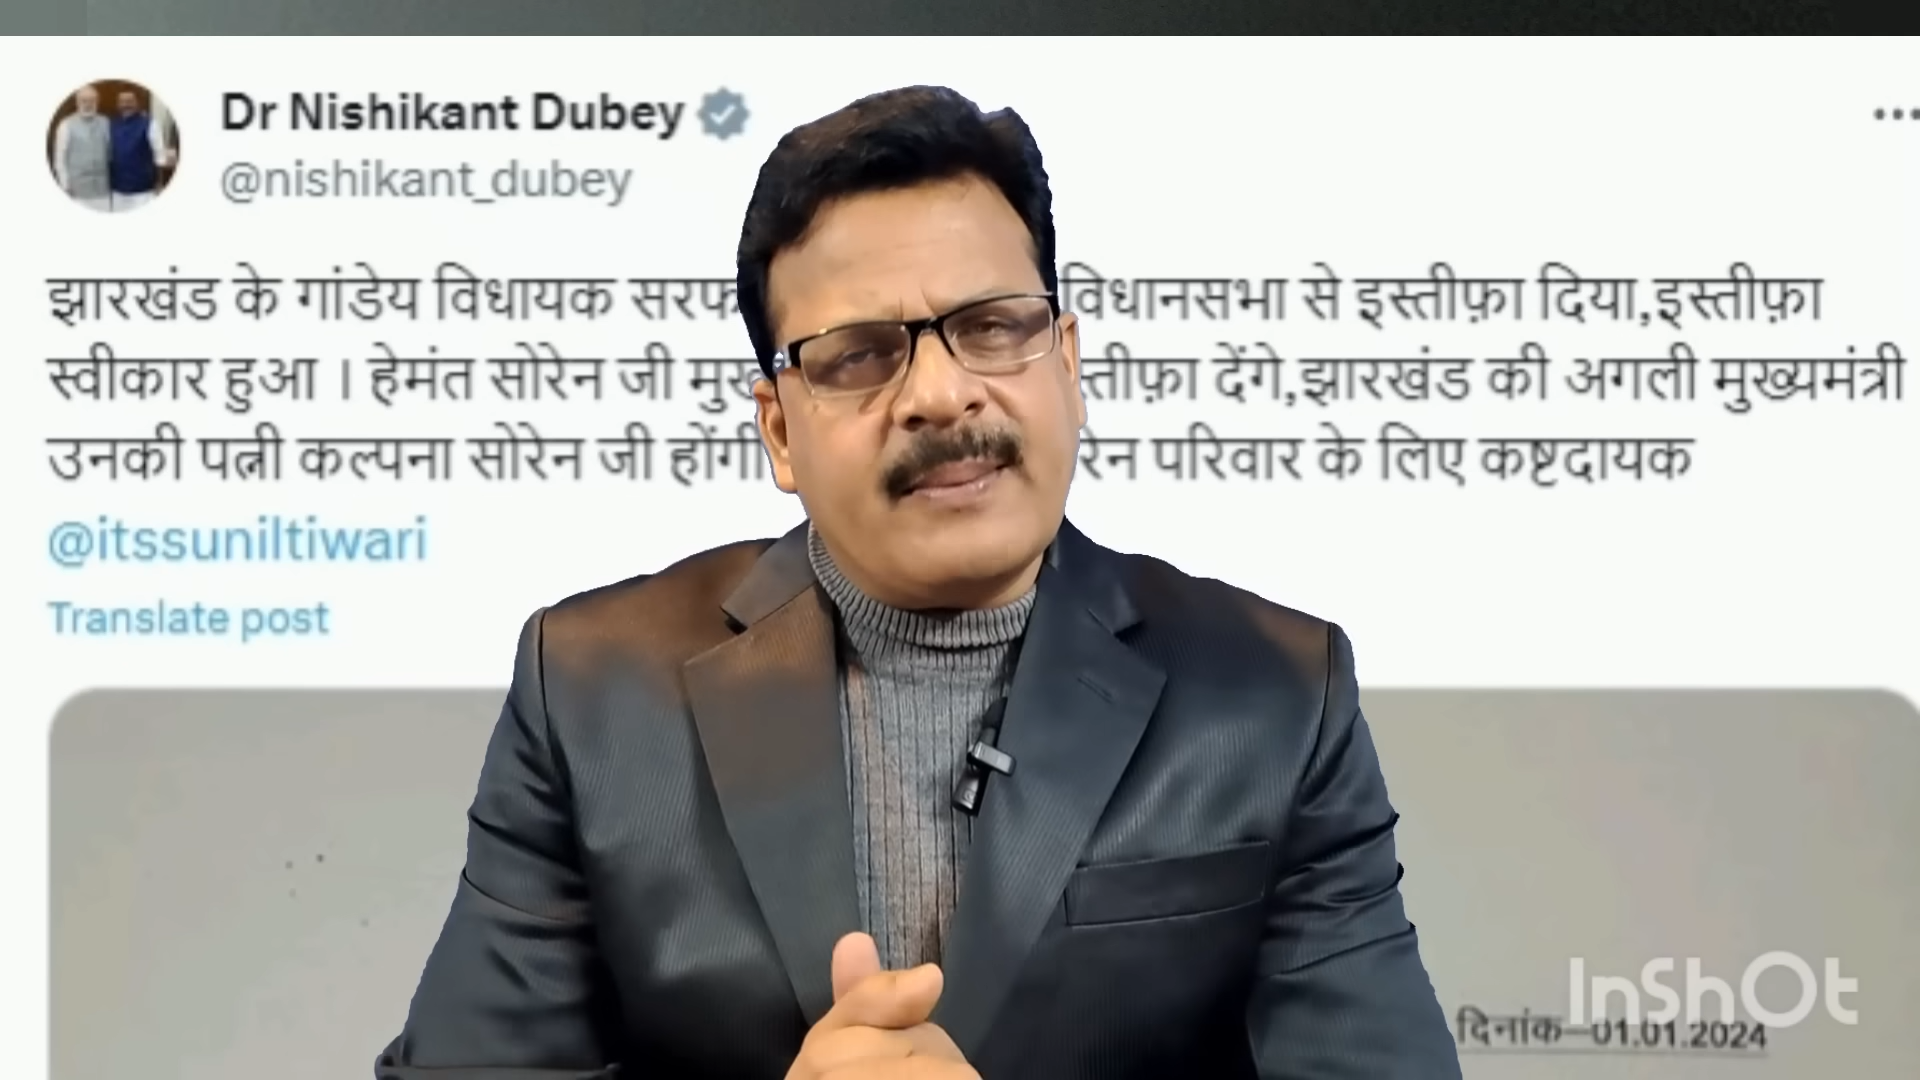 Dr Nishikant Dubey
@nishikant_dubey
झारखंड के गांडेय विधायक विधानसभा से इस्तीफ़ा दिया,इस्तीफ़ा
स्वीकार हुआ । हेमंत सोरेन जी देंगे,झारखंड की अगली मुख्यमंत्री
उनकी पत्नी कल्पना सोरेन जी होंगी परिवार के लिए कष्टदायक
@itssuniltiwari
Translate post
InShOt
दिनांक–01.01.2024